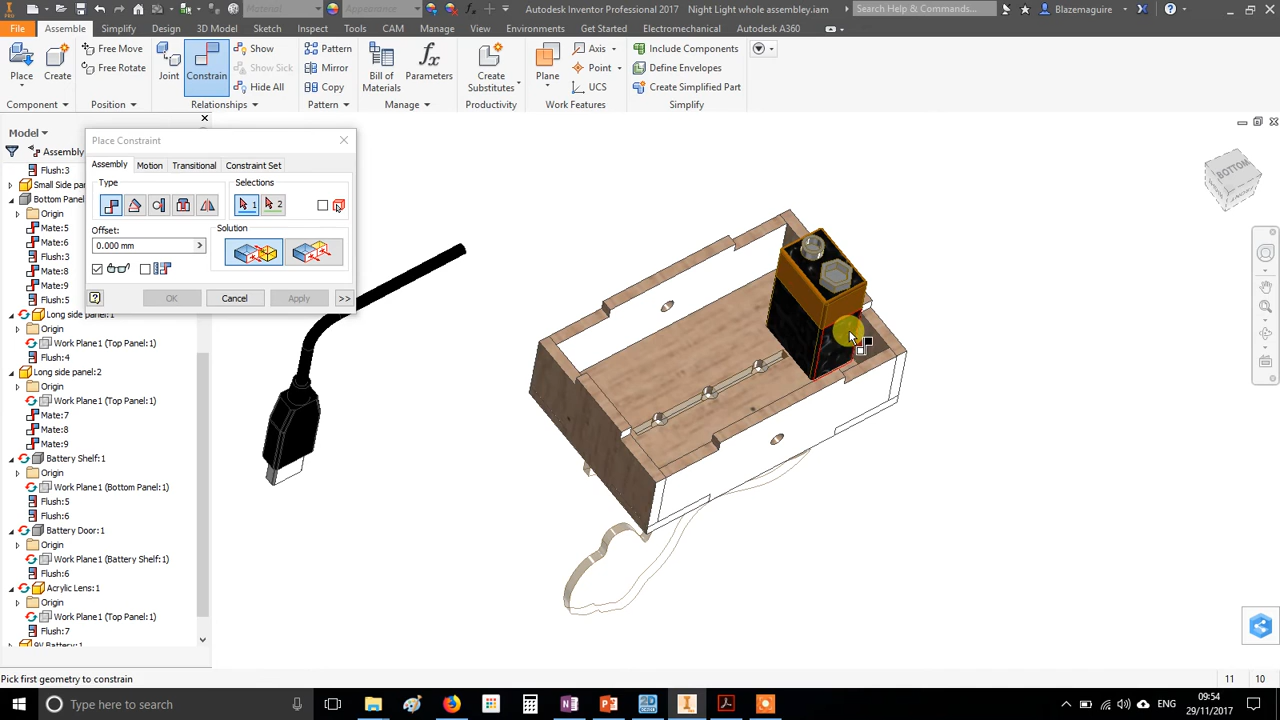 Material
Appearance
Autodesk Inventor Professional 2017
Night Light whole assembley.iam
Search Help & Commands...
Blazemaguire
File
Assemble
Simplify
Design
3D Model
Sketch
Inspect
Tools
CAM
Manage
View
Environments
Get Started
Electromechanical
Autodesk A360
Place
Create
Free Move
Free Rotate
Joint
Constrain
Show
Show Sick
Hide All
Pattern
Mirror
Copy
Bill of
Materials
Parameters
Create
Substitutes
Plane
Axis
Point
UCS
Include Components
Define Envelopes
Create Simplified Part
Component
Position
Relationships
Pattern
Manage
Productivity
Work Features
Simplify
Model
Assembly
Flush:3
Small Side
Bottom Panel
Origin
Mate:5
Mate:6
Flush:3
Mate:8
Mate:9
Flush:5
Long side panel:1
Work Plane1 (Top Panel:1)
Flush:4
Long side panel:2
Origin
Work Plane1 (Top Panel:1)
Mate:7
Mate:8
Mate:9
Battery Shelf:1
Origin
Work Plane1 (Bottom Panel:1)
Flush:5
Flush:6
Battery Door:1
Origin
Work Plane1 (Battery Shelf:1)
Flush:6
Acrylic Lens:1
Origin
Work Plane1 (Top Panel:1)
Flush:7
9V Battery:1
Place Constraint
Assembly
Motion
Transitional
Constraint Set
Type
Selections
1
2
Offset:
0.000 mm
Solution
OK
Cancel
Apply
>>
BOTTOM
Pick first geometry to constrain
11
10
Type here to search
ENG
09:54
29/11/2017